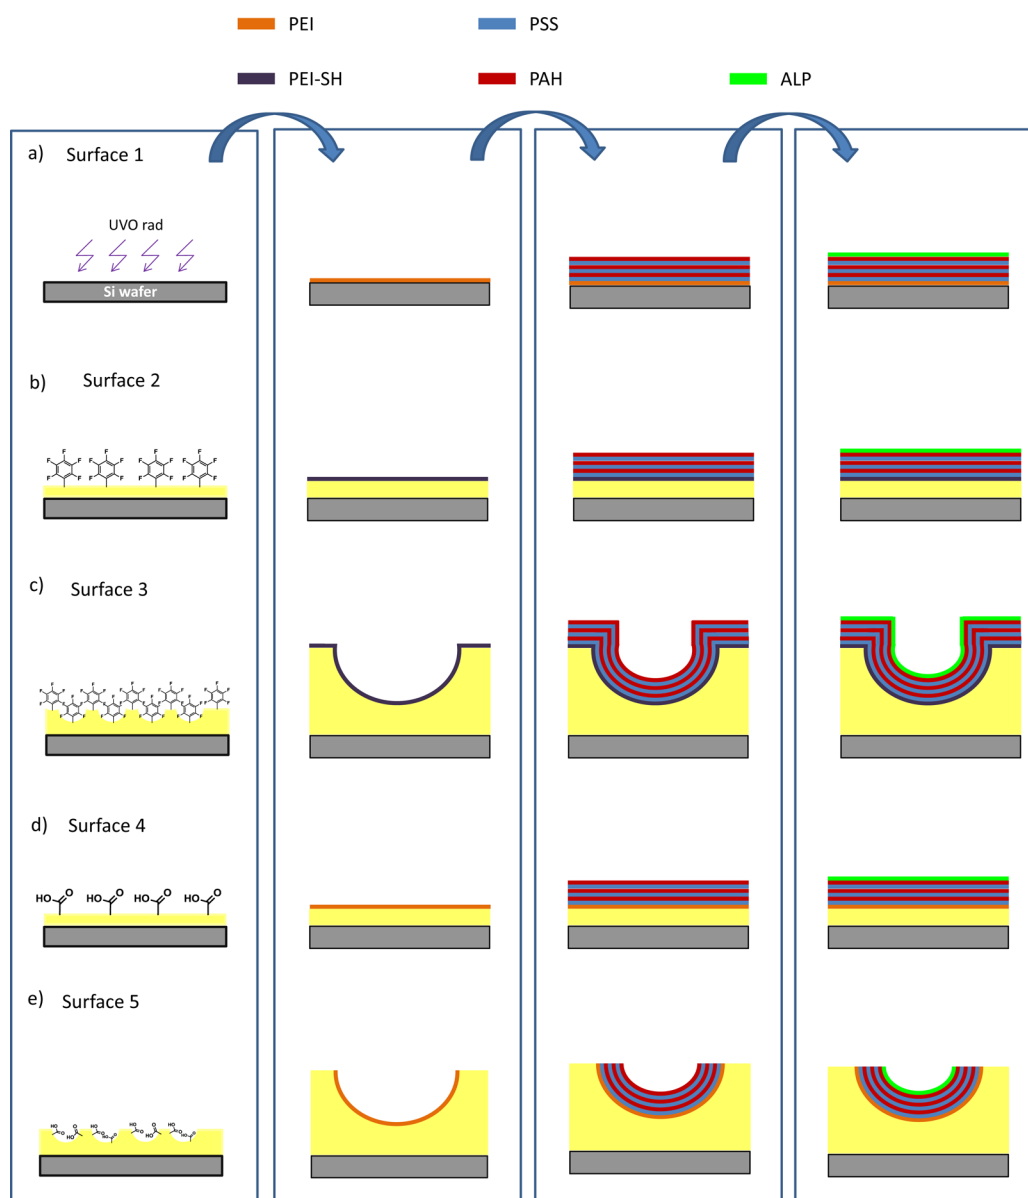 PEI PSS
PEI-SH PAH ALP
a) Surface 1
UVO rad
Si wafer
b) Surface 2
F F F F
F F F F F F F F
F F F F F F F F
c) Surface 3
d) Surface 4
HO O HO O HO O HO O
e) Surface 5